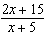 2x + 15
x + 5